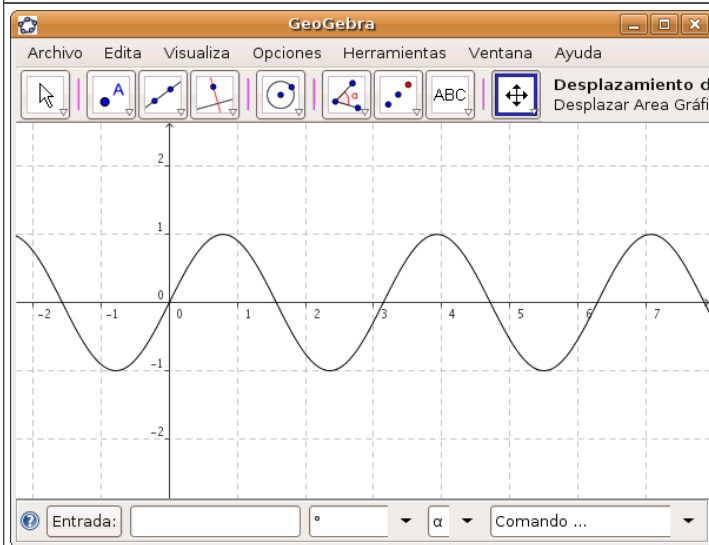 GeoGebra
Archivo Edita Visualiza Opciones Herramientas Ventana Ayuda
A α ABC Desplazamiento d
Desplazar Area Gráfi
2
1
0
-2 -1 0 1 2 3 4 5 6 7
-1
-2
Entrada: ° α Comando ...